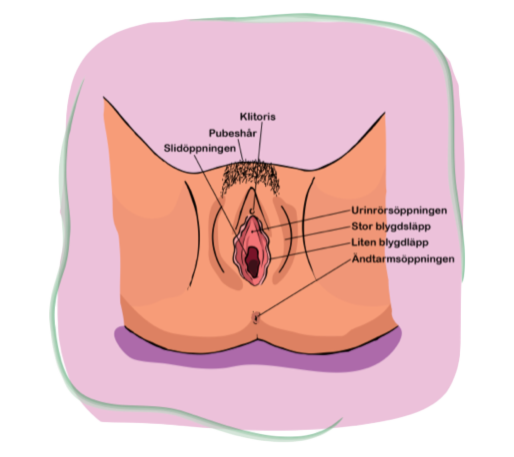 Klitoris
Pubeshår
Slidöppningen
Urinrörsöppningen
Stor blygdsläpp
Liten blygdläpp
Ändtarmsöppningen